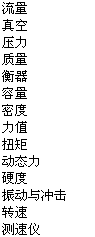 流量
真空
压力
质量
衡器
容量
密度
力值
扭矩
动态力
硬度
振动与冲击
转速
测速仪